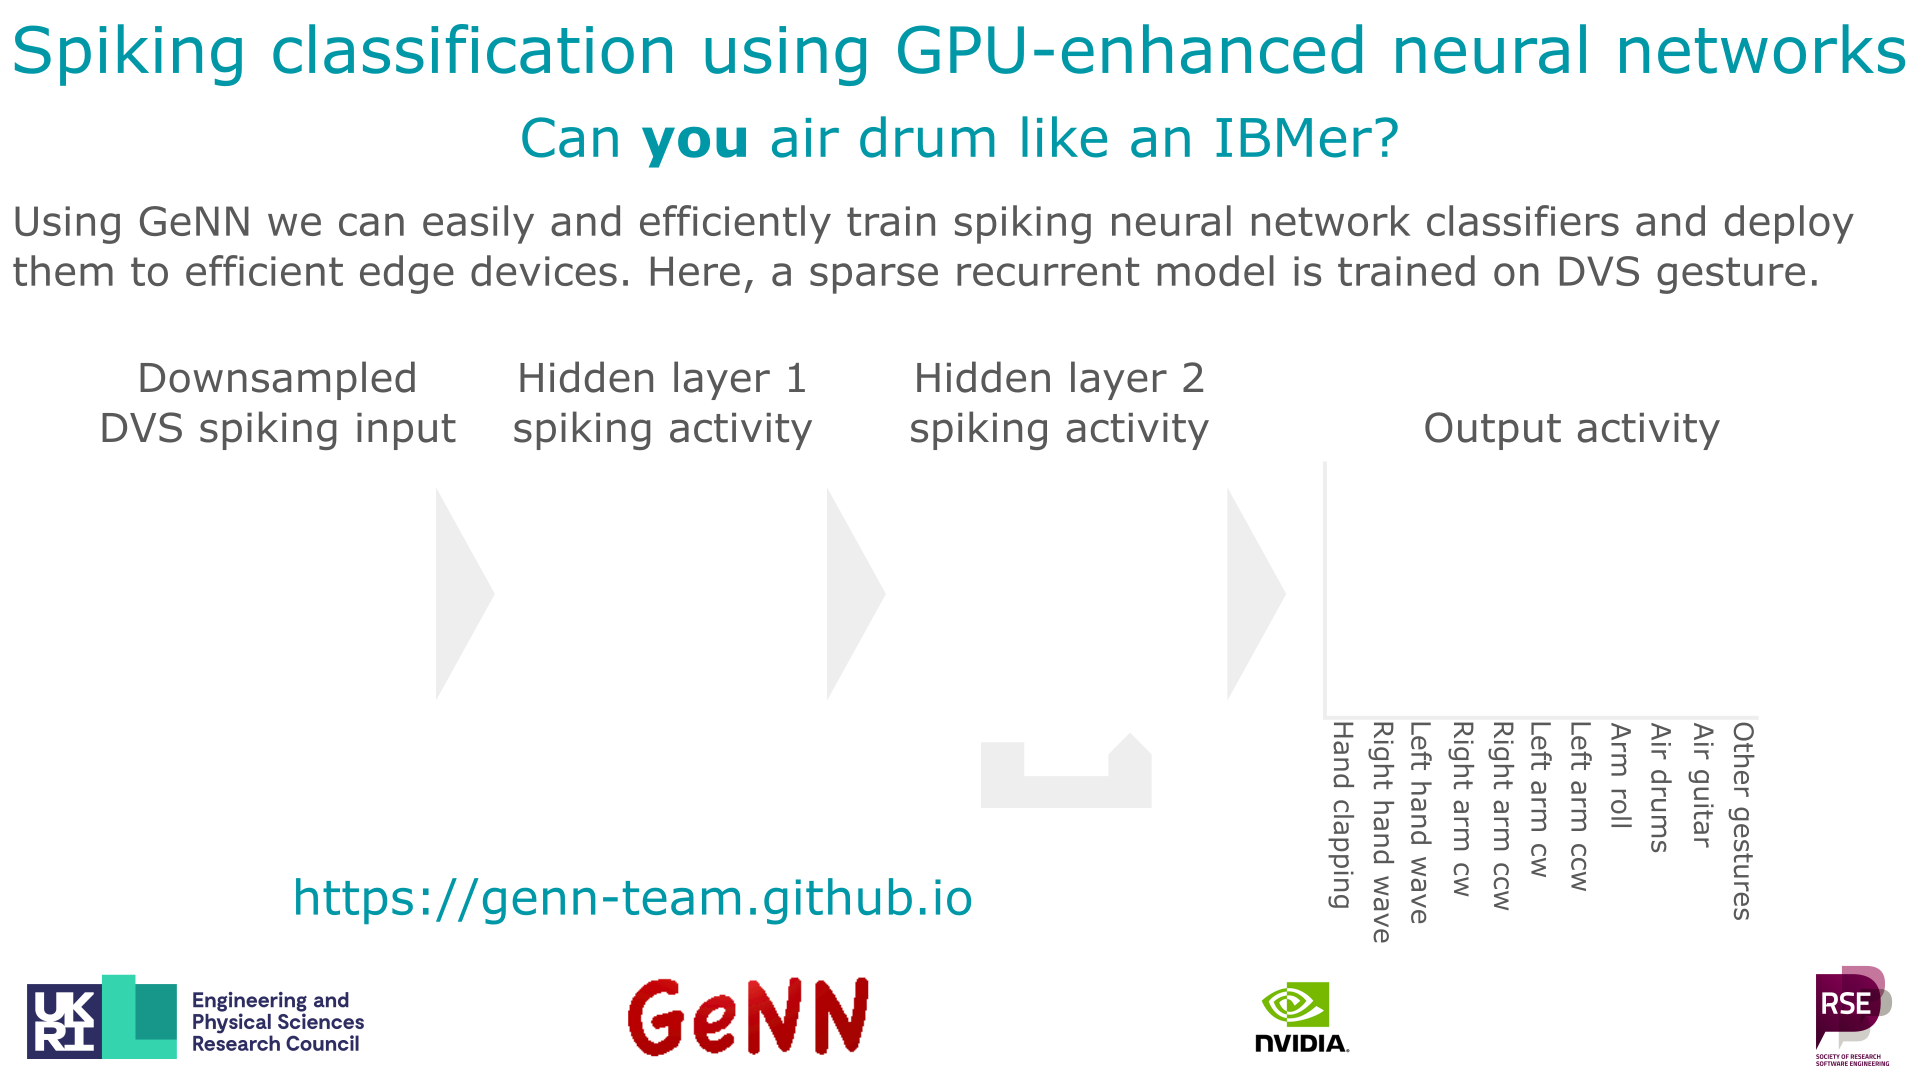 Spiking classification using GPU-enhanced neural networks
Can you air drum like an IBMer?
Using GeNN we can easily and efficiently train spiking neural network classifiers and deploy
them to efficient edge devices. Here, a sparse recurrent model is trained on DVS gesture.
Downsampled
DVS spiking input
Hidden layer 1
spiking activity
Hidden layer 2
spiking activity
Output activity
Hand clapping
Right hand wave
Left hand wave
Right arm cw
Right arm ccw
Left arm cw
Left arm ccw
Arm roll
Air drums
Air guitar
Other gestures
https://genn-team.github.io
UKRI
Engineering and
Physical Sciences
Research Council
GeNN
NVIDIA.
RSE
SOCIETY OF RESEARCH
SOFTWARE ENGINEERING